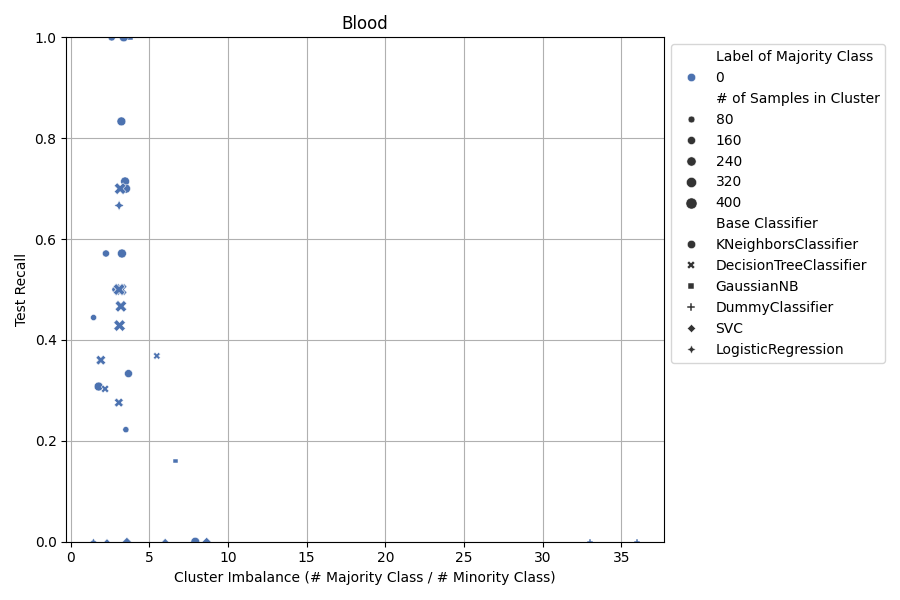 Blood
1.0
0.8
0.6
0.4
0.2
0.0
Test Recall
0 5 10 15 20 25 30 35
Cluster Imbalance (# Majority Class / # Minority Class)
Label of Majority Class
0
# of Samples in Cluster
80
160
240
320
400
Base Classifier
KNeighborsClassifier
DecisionTreeClassifier
GaussianNB
DummyClassifier
SVC
LogisticRegression